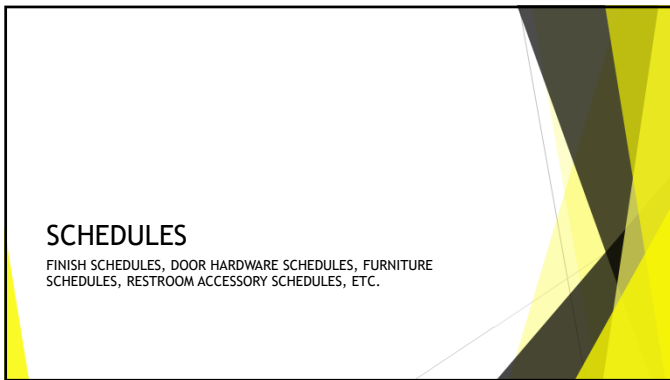 SCHEDULES
FINISH SCHEDULES, DOOR HARDWARE SCHEDULES, FURNITURE
SCHEDULES, RESTROOM ACCESSORY SCHEDULES, ETC.